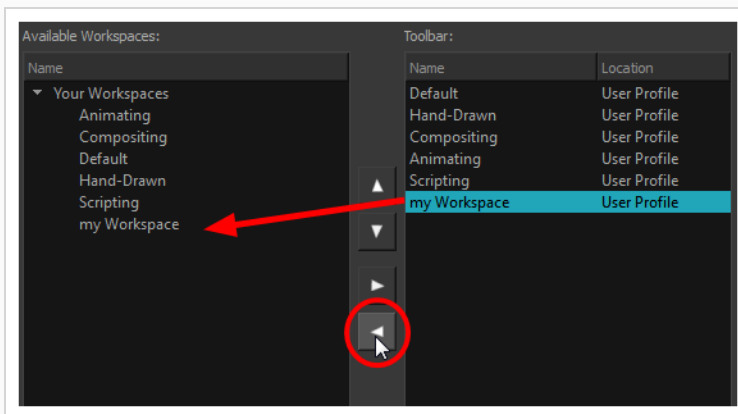 Available Workspaces:
Name
Your Workspaces
Animating
Compositing
Default
Hand-Drawn
Scripting
my Workspace
Toolbar:
Name Location
Default User Profile
Hand-Drawn User Profile
Compositing User Profile
Animating User Profile
Scripting User Profile
my Workspace User Profile